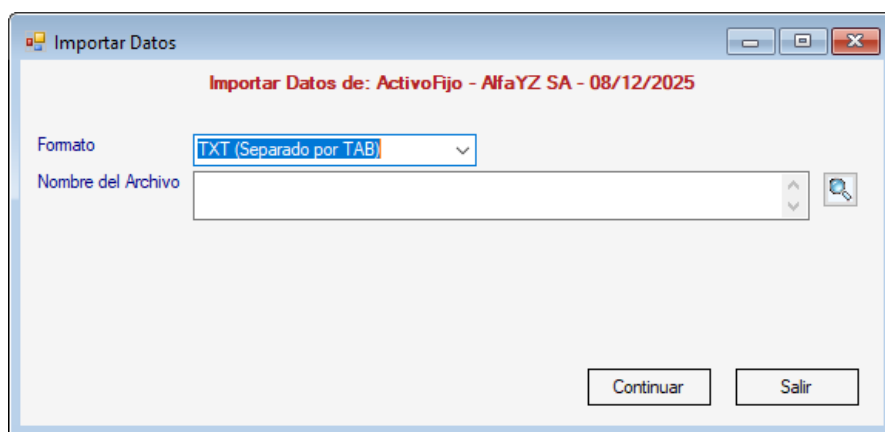 Importar Datos
Importar Datos de: ActivoFijo - AlfaYZ SA - 08/12/2025
Formato
TXT (Separado por TAB)
Nombre del Archivo
Continuar
Salir